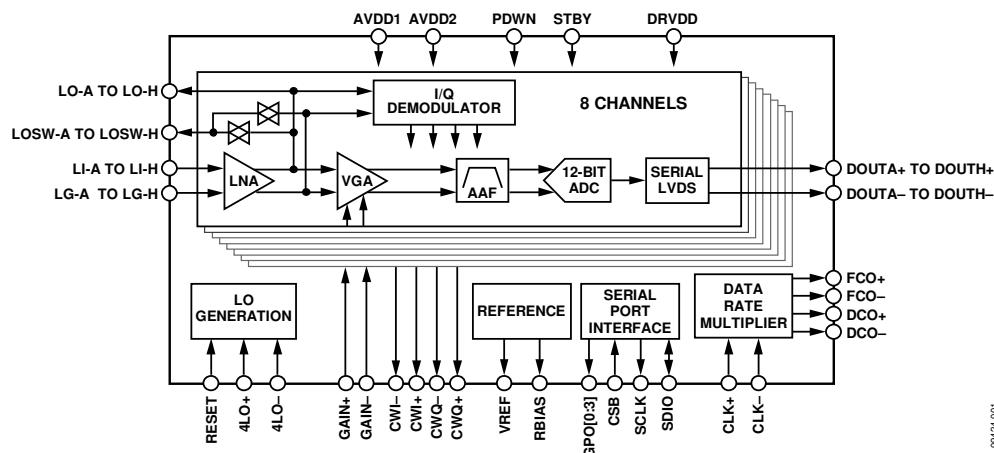 AVDD1 AVDD2 PDWN STBY DRVDD
LO-A TO LO-H
LOSW-A TO LOSW-H
LI-A TO LI-H
LG-A TO LG-H
I/Q
DEMODULATOR
8 CHANNELS
LNA
VGA
AAF
12-BIT
ADC
SERIAL
LVDS
DOUTA+ TO DOUTH+
DOUTA– TO DOUTH–
LO
GENERATION
REFERENCE
SERIAL
PORT
INTERFACE
DATA
RATE
MULTIPLIER
FCO+
FCO–
DCO+
DCO–
RESET
4LO+
4LO–
GAIN+
GAIN–
CWI–
CWI+
CWQ–
CWQ+
VREF
RBIAS
GPO[0:3]
CSB
SCLK
SDIO
CLK+
CLK–